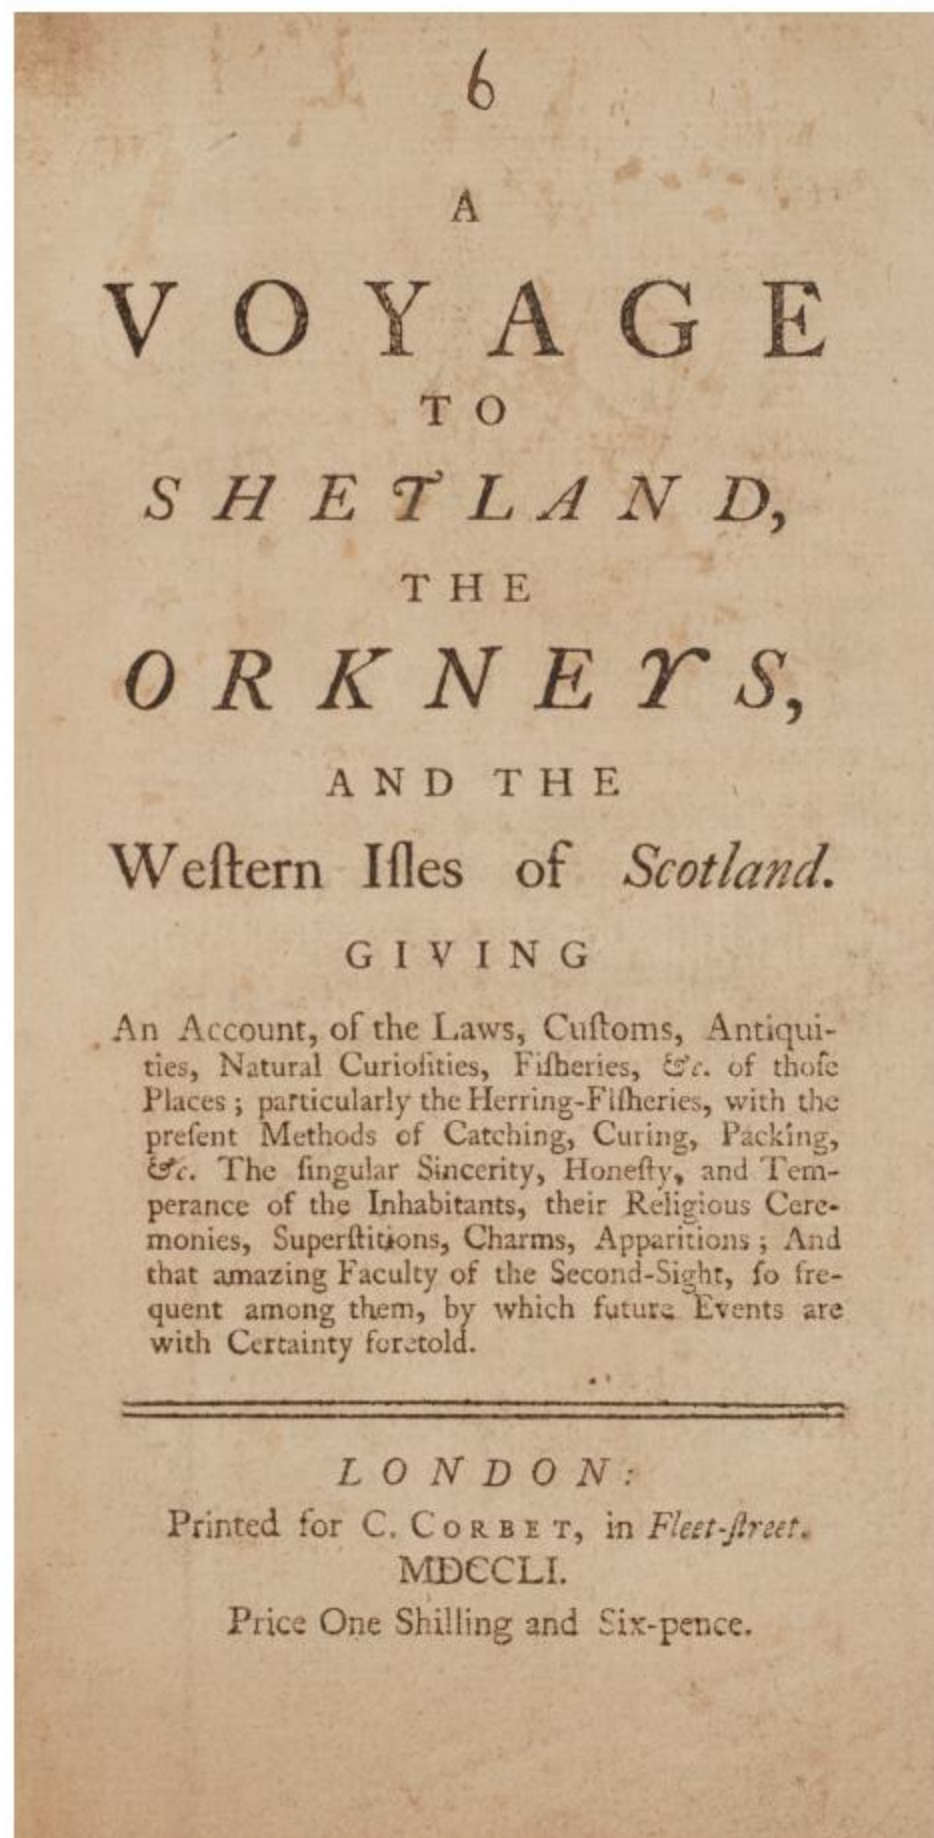 6
A
VOYAGE
TO
SHETLAND,
THE
ORKNEYS,
AND THE
Weſtern Iſles of Scotland.
GIVING
An Account, of the Laws, Cuſtoms, Antiqui-
ties, Natural Curioſities, Fiſheries, &c. of thoſe
Places; particularly the Herring-Fiſheries, with the
preſent Methods of Catching, Curing, Packing,
&c. The ſingular Sincerity, Honeſty, and Tem-
perance of the Inhabitants, their Religious Cere-
monies, Superſtitions, Charms, Apparitions; And
that amazing Faculty of the Second-Sight, ſo fre-
quent among them, by which future Events are
with Certainty foretold.
LONDON:
Printed for C. CORBET, in Fleet-ſtreet.
MDCCLI.
Price One Shilling and Six-pence.